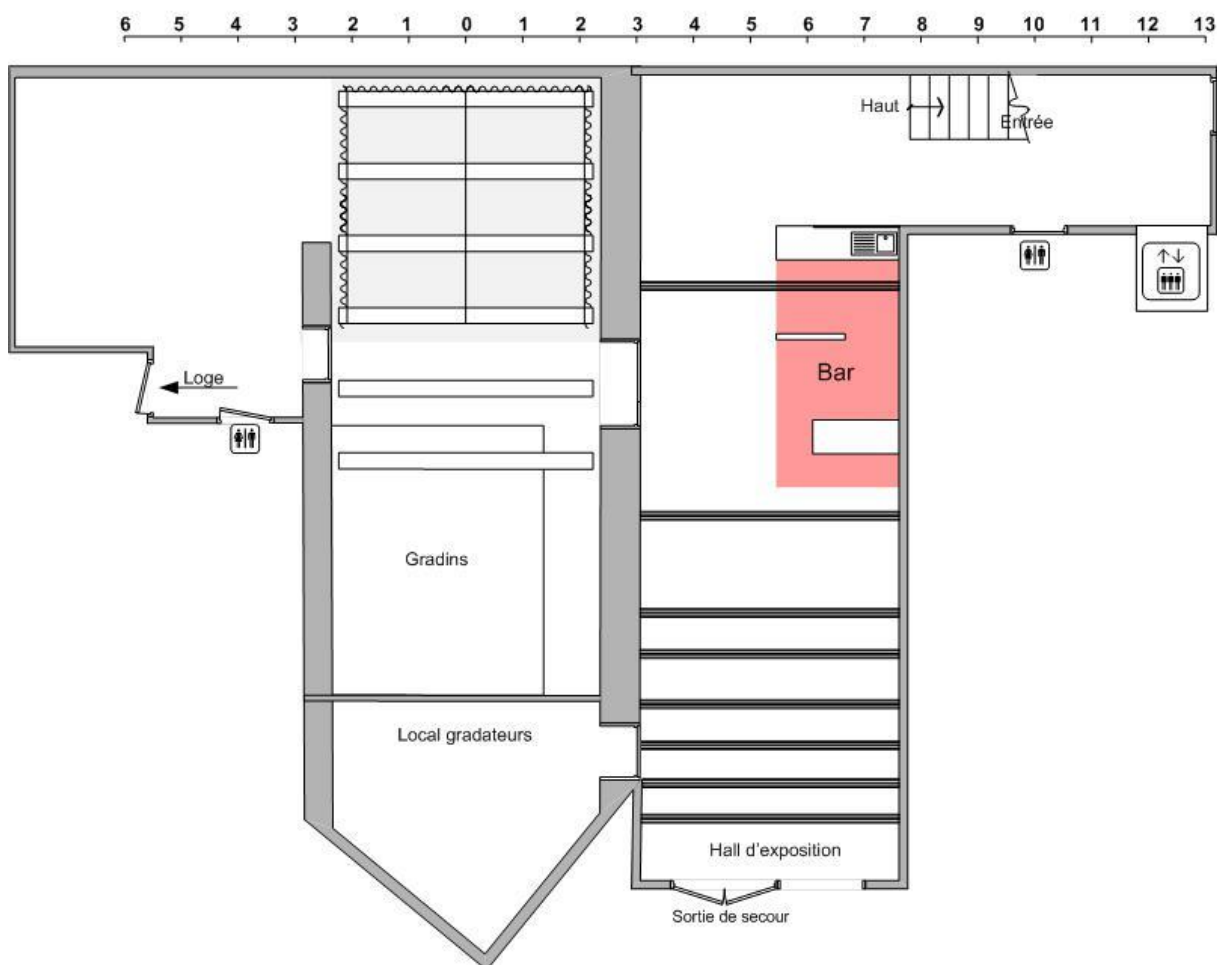 6 5 4 3 2 1 0 1 2 3 4 5 6 7 8 9 10 11 12 13
Haut
Entrée
Loge
Bar
Gradins
Local gradateurs
Hall d'exposition
Sortie de secour